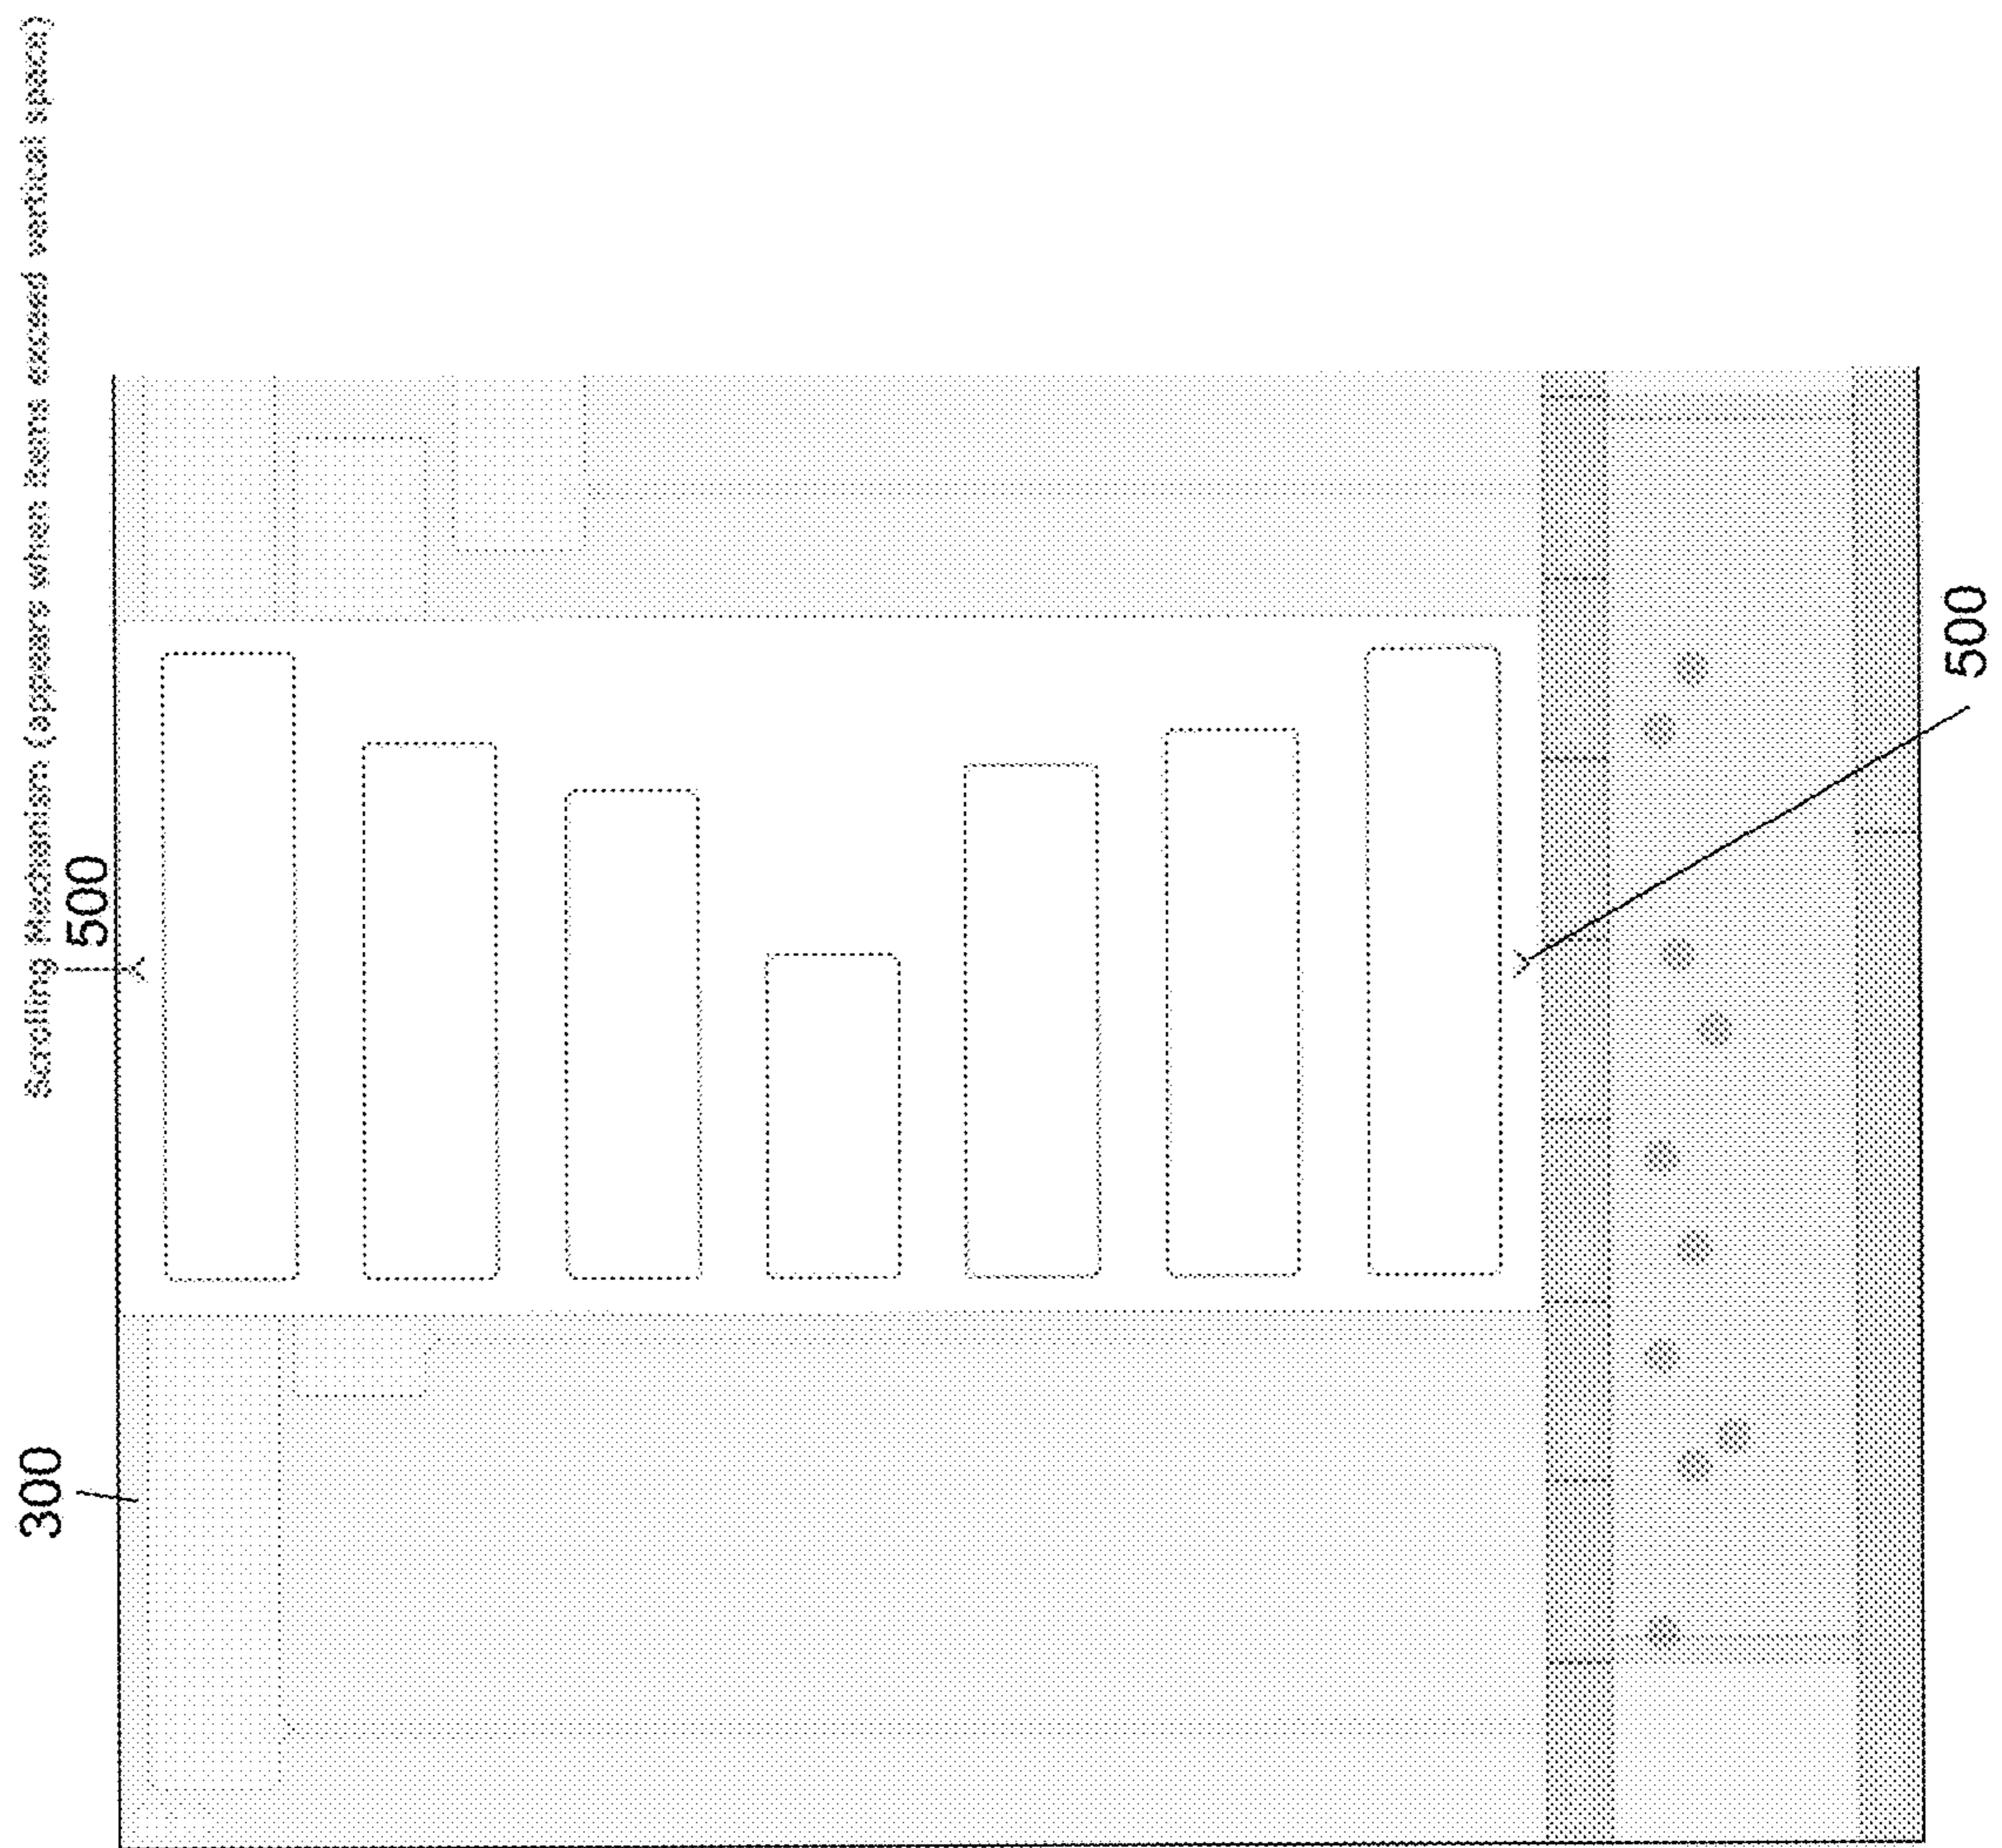 Scrolling Mechanism (appears when items exceed vertical space)
500
300
500